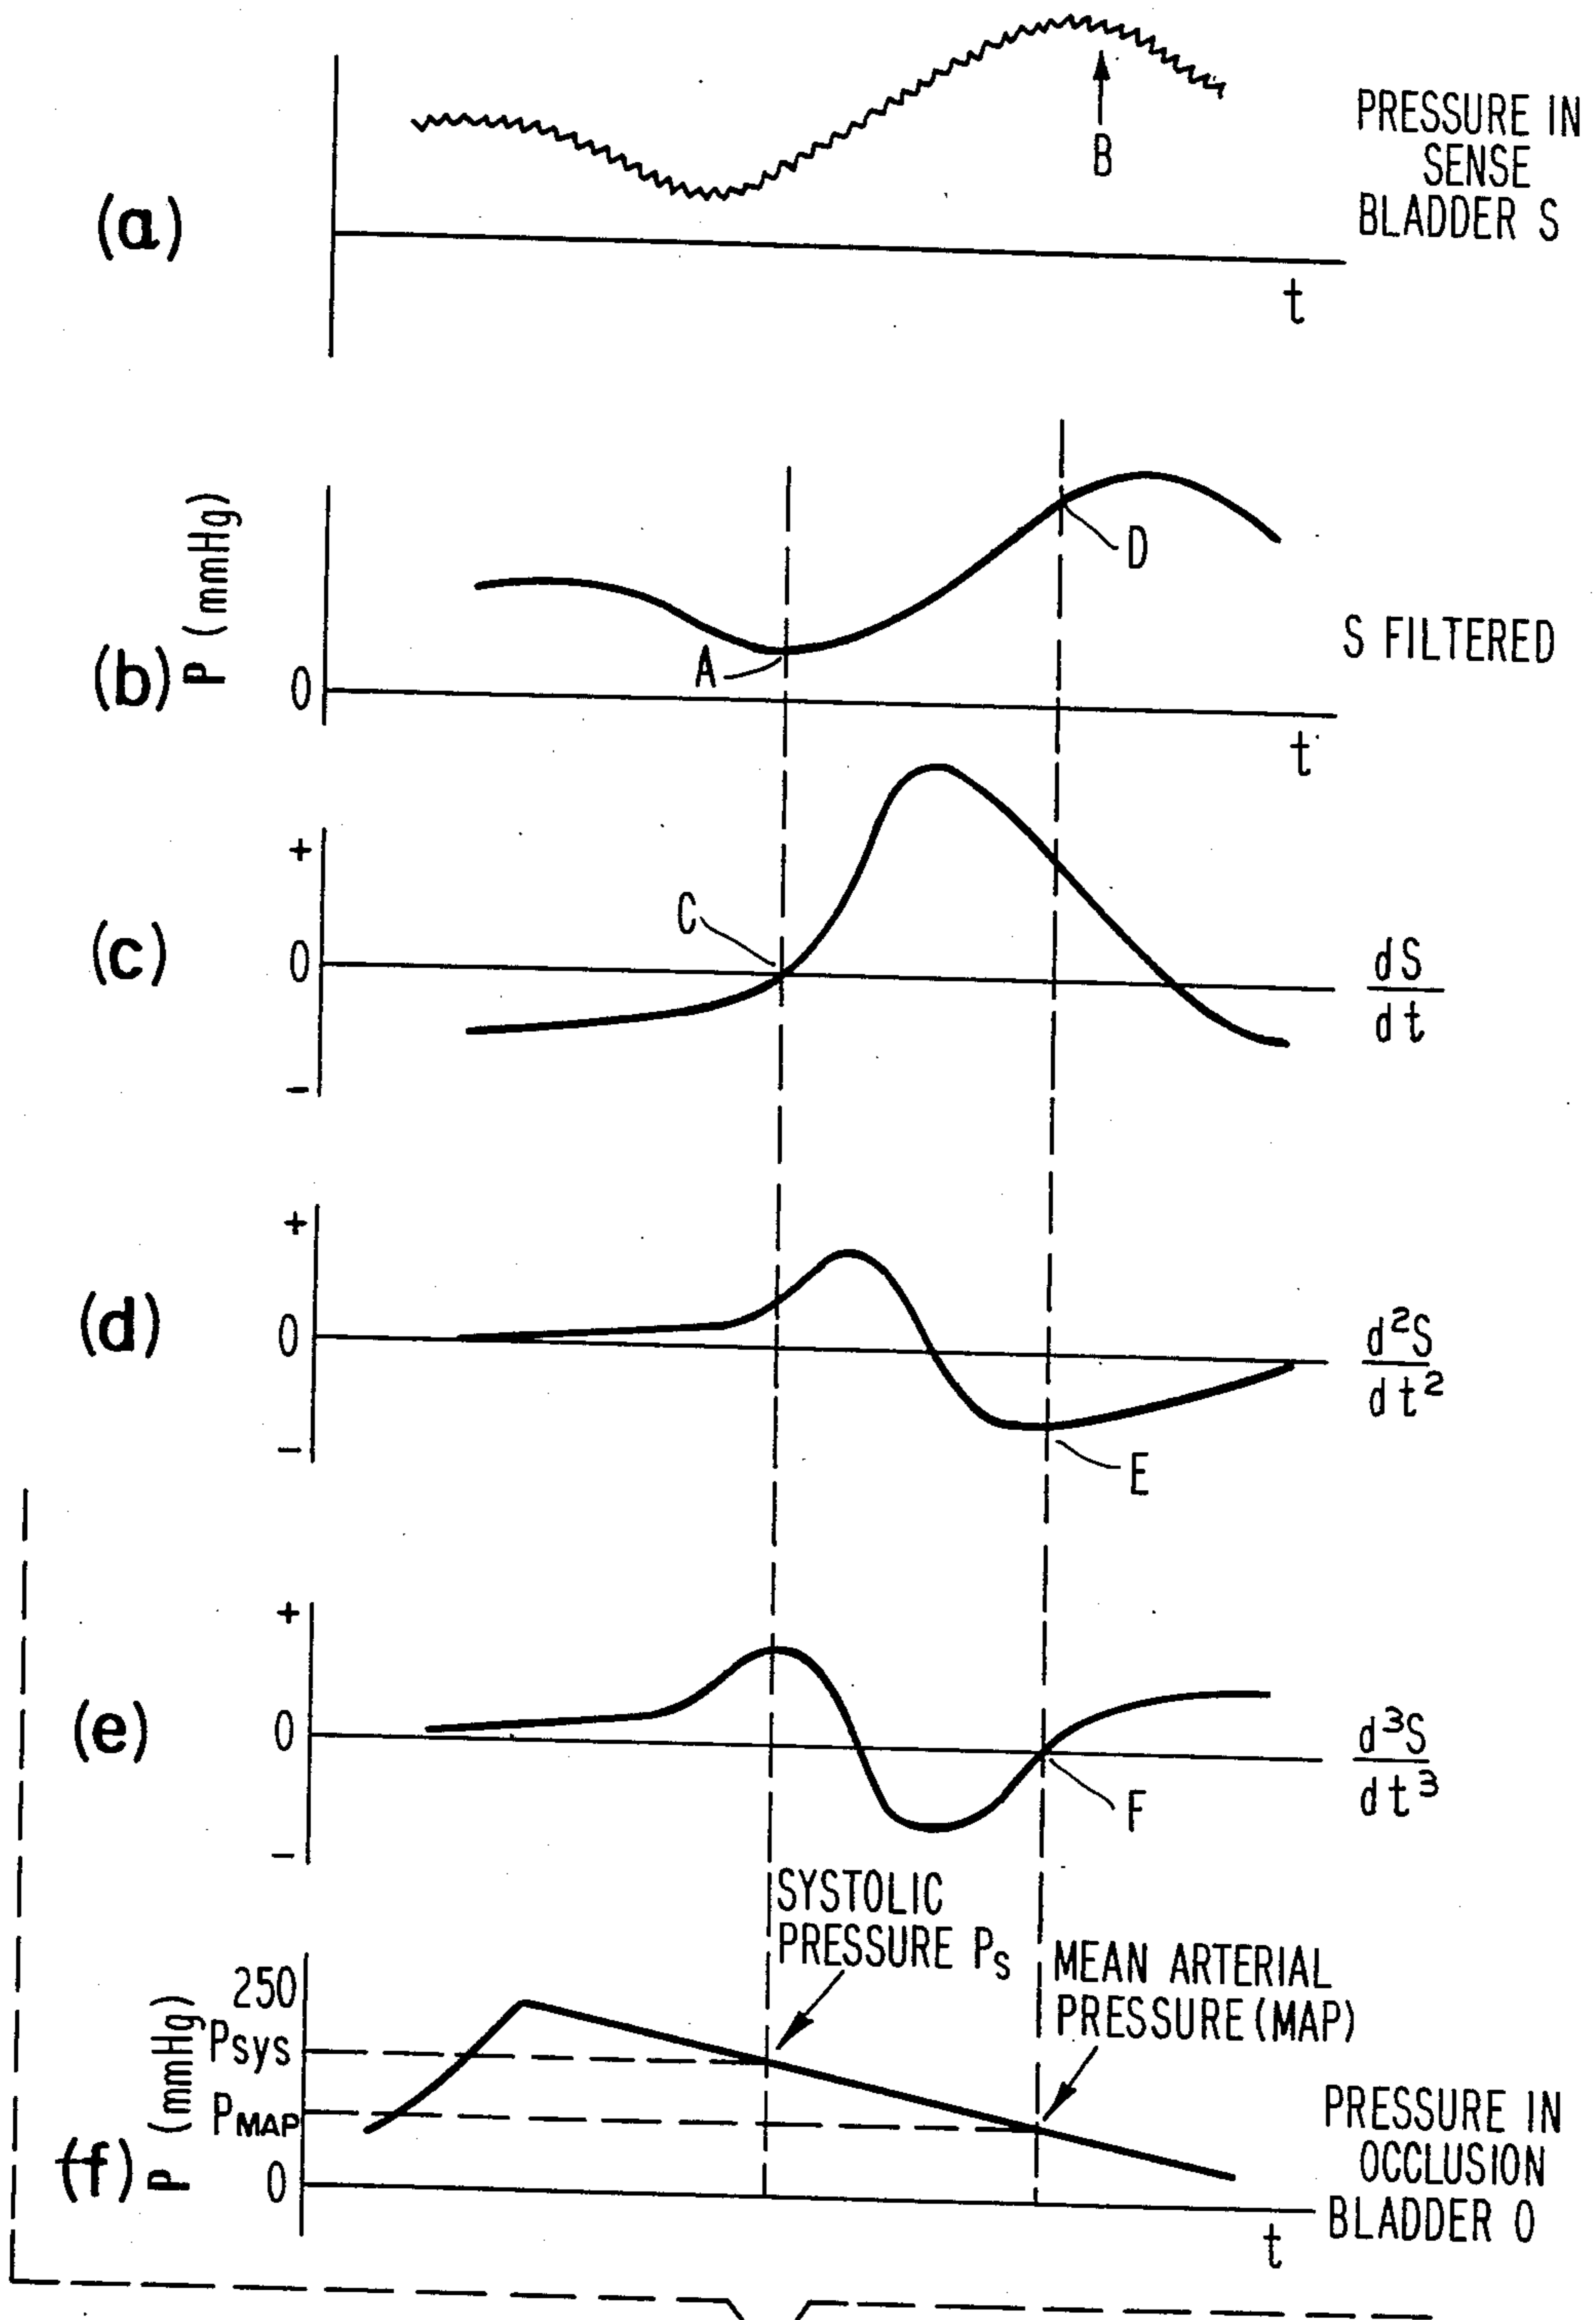 (a)
B
PRESSURE IN
SENSE
BLADDER S
t
(b)
P (mmHg)
0
A
D
S FILTERED
t
(c)
+
0
-
C
dS
dt
(d)
+
0
-
E
d²S
dt²
(e)
+
0
-
F
d³S
dt³
(f)
P (mmHg)
250
Psys
PMAP
0
SYSTOLIC
PRESSURE Ps
MEAN ARTERIAL
PRESSURE (MAP)
PRESSURE IN
OCCLUSION
BLADDER O
t